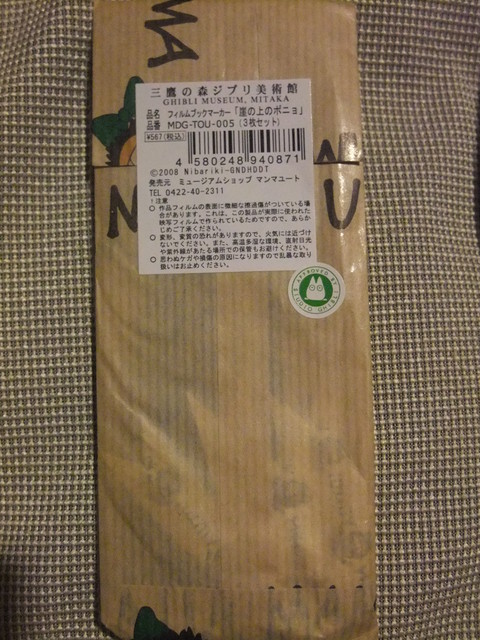 MA
三鷹の森ジブリ美術館
GHIBLI MUSEUM, MITAKA
品名 フィルムブックマーカー「崖の上のポニョ」
品番 MDG-TOU-005 (3枚セット)
¥567(税込)
4 580248 940871
©2008 Nibariki-GNDHDDT
発売元 ミュージアムショップ マンマユート
TEL 0422-40-2311
!注意
○ 作品フィルムの表面に微細な擦過傷がついている場
合があります。これは、この製品が実際に使われた
映写フィルムで作られているためですので、あらか
じめご了承ください。
○ 変形、変質の恐れがありますので、火気には近づけ
ないでください。また、高温多湿な環境、直射日光
や紫外線があたる場所での保管もお避けください。
○ 思わぬケガや損傷の原因になりますので乱暴な取り
扱いはお止めください。
N
U
APPROVED BY STUDIO GHIBLI